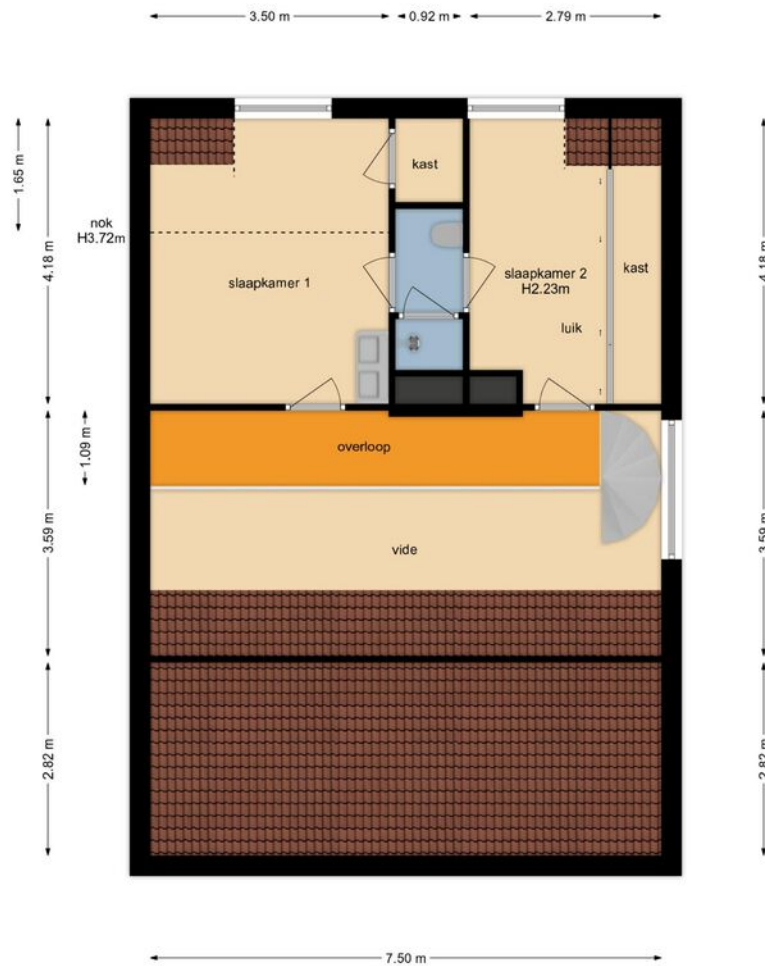 3.50 m
0.92 m
2.79 m
1.65 m
4.18 m
4.18 m
nok
H3.72m
kast
slaapkamer 1
slaapkamer 2
H2.23m
kast
luik
1.09 m
overloop
3.59 m
3.59 m
vide
2.82 m
2.82 m
7.50 m